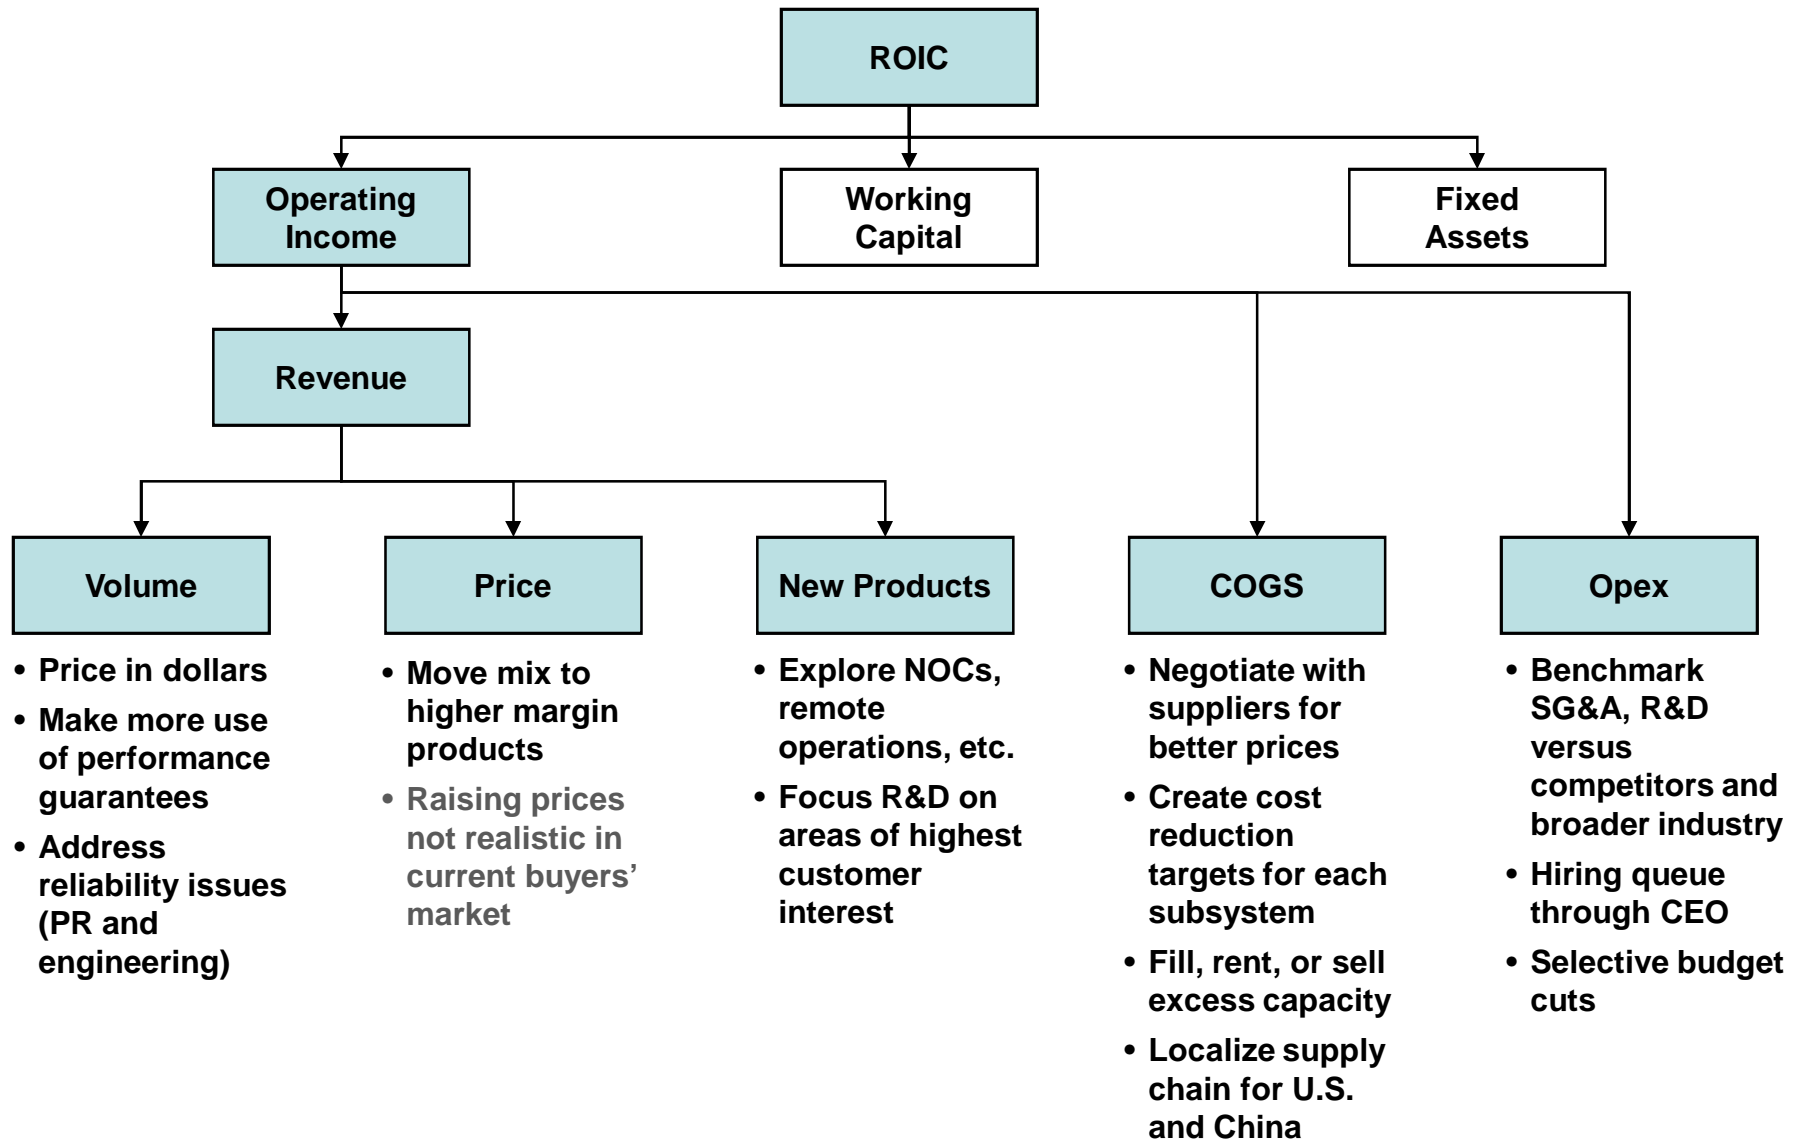 ROIC
Operating
Income
Working
Capital
Fixed
Assets
Revenue
Volume
Price
New Products
COGS
Opex
• Price in dollars
• Make more use
of performance
guarantees
• Address
reliability issues
(PR and
engineering)
• Move mix to
higher margin
products
• Raising prices
not realistic in
current buyers’
market
• Explore NOCs,
remote
operations, etc.
• Focus R&D on
areas of highest
customer
interest
• Negotiate with
suppliers for
better prices
• Create cost
reduction
targets for each
subsystem
• Fill, rent, or sell
excess capacity
• Localize supply
chain for U.S.
and China
• Benchmark
SG&A, R&D
versus
competitors and
broader industry
• Hiring queue
through CEO
• Selective budget
cuts